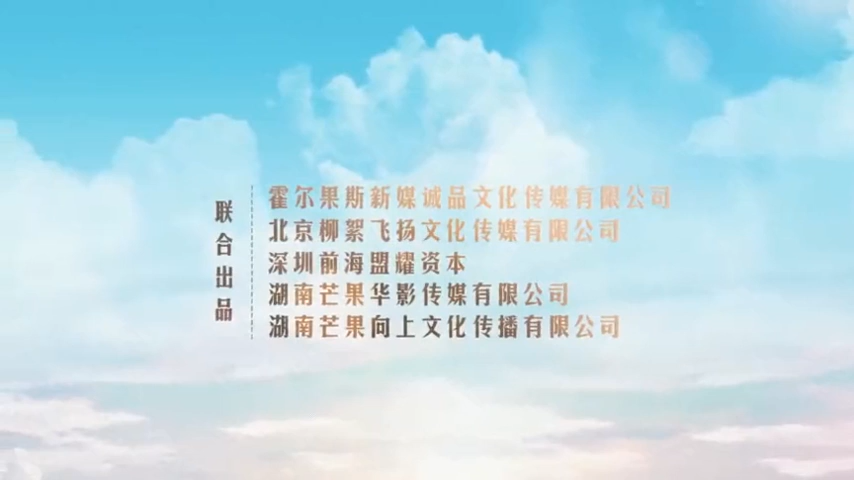 联合出品
霍尔果斯新媒诚品文化传媒有限公司
北京柳絮飞扬文化传媒有限公司
深圳前海盟耀资本
湖南芒果华影传媒有限公司
湖南芒果向上文化传播有限公司